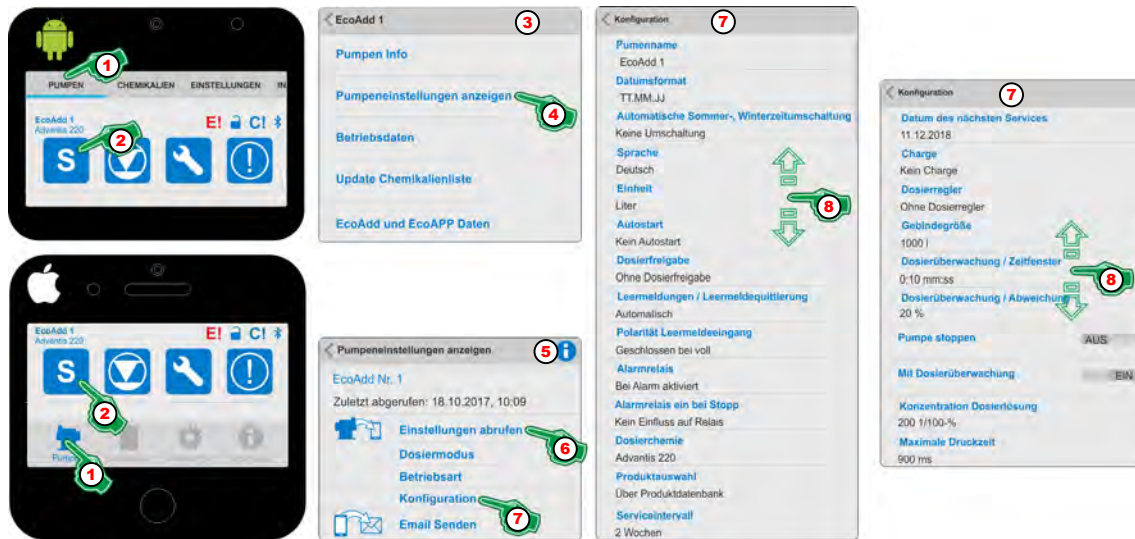 1
PUMPEN CHEMIKALIEN EINSTELLUNGEN IN
EcoAdd 1
Advantis 220
E! C!
2
S
EcoAdd 1
Advantis 220
E! C!
S
2
Pumpe
1
EcoAdd 1
3
Pumpen Info
Pumpeneinstellungen anzeigen
4
Betriebsdaten
Update Chemikalienliste
EcoAdd und EcoAPP Daten
Pumpeneinstellungen anzeigen
5
EcoAdd Nr. 1
Zuletzt abgerufen: 18.10.2017, 10:09
Einstellungen abrufen
6
Dosiermodus
Betriebsart
Konfiguration
7
Email Senden
Konfiguration
7
Pumenname
EcoAdd 1
Datumsformat
TT.MM.JJ
Automatische Sommer-, Winterzeitumschaltung
Keine Umschaltung
Sprache
Deutsch
Einheit
Liter
8
Autostart
Kein Autostart
Dosierfreigabe
Ohne Dosierfreigabe
Leermeldungen / Leermeldequittierung
Automatisch
Polarität Leermeldeeingang
Geschlossen bei voll
Alarmrelais
Bei Alarm aktiviert
Alarmrelais ein bei Stopp
Kein Einfluss auf Relais
Dosierchemie
Advantis 220
Produktauswahl
Über Produktdatenbank
Serviceintervall
2 Wochen
Konfiguration
7
Datum des nächsten Services
11.12.2018
Charge
Kein Charge
Dosierregler
Ohne Dosierregler
Gebindegröße
1000 l
Dosierüberwachung / Zeitfenster
0:10 mm:ss
8
Dosierüberwachung / Abweichung
20 %
Pumpe stoppen AUS
Mit Dosierüberwachung EIN
Konzentration Dosierlösung
200 1/100-%
Maximale Druckzeit
900 ms